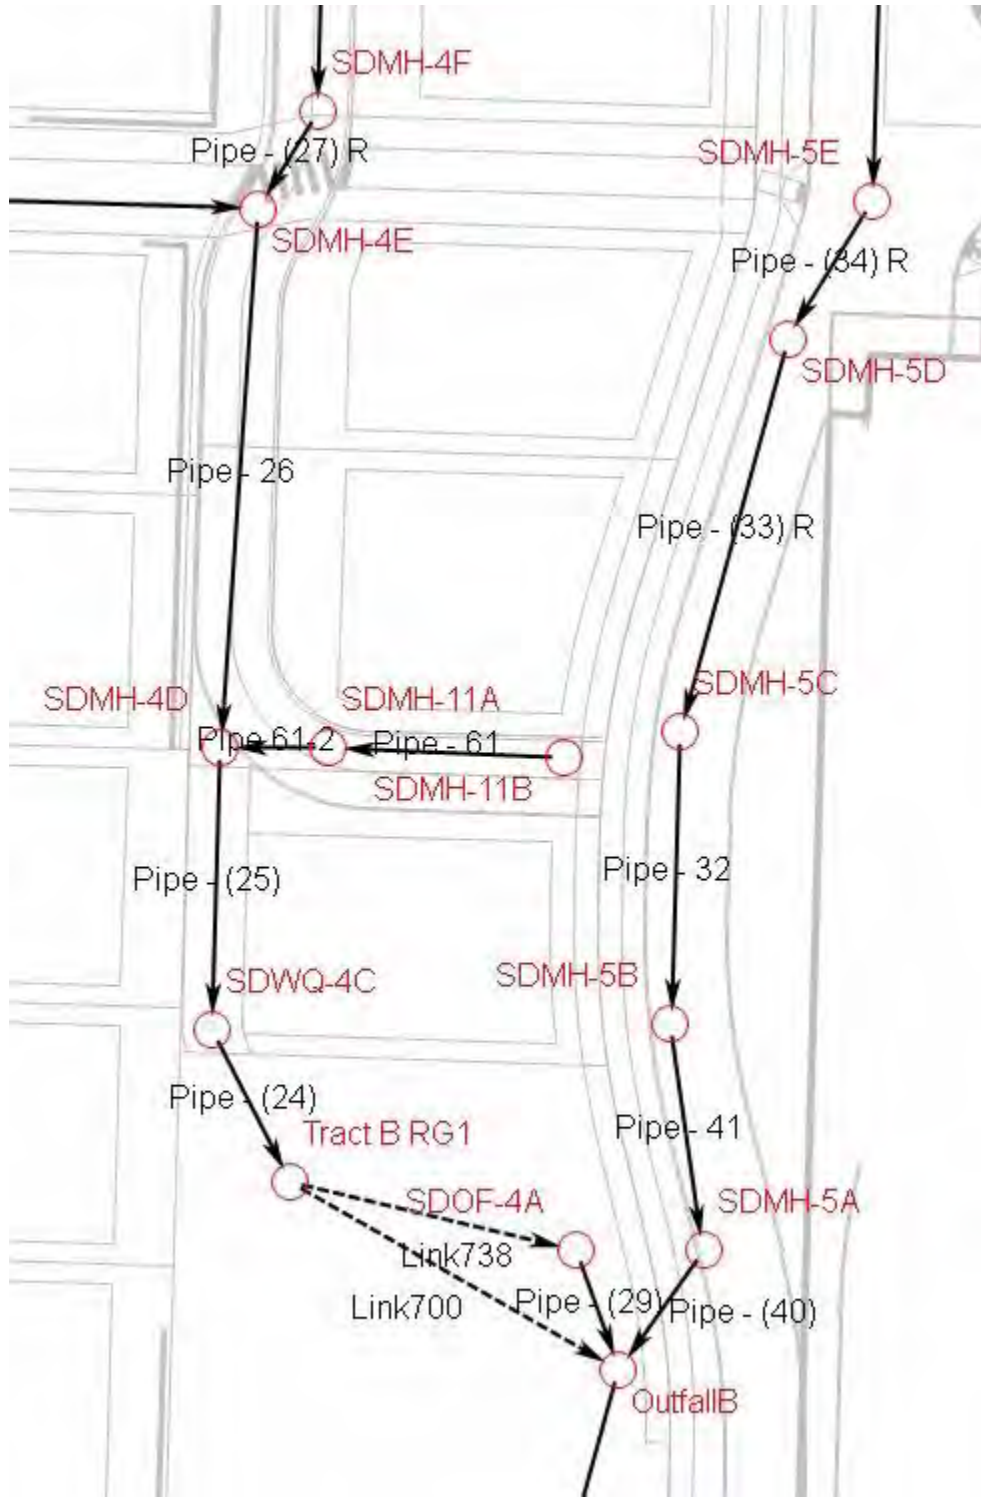 SDMH-4F
Pipe - (27) R
SDMH-5E
SDMH-4E
Pipe - (34) R
SDMH-5D
Pipe - 26
Pipe - (33) R
SDMH-4D
SDMH-11A
SDMH-5C
Pipe 61-2
Pipe - 61
SDMH-11B
Pipe - (25)
Pipe - 32
SDWQ-4C
SDMH-5B
Pipe - (24)
Tract B RG1
Pipe - 41
SDOF-4A
SDMH-5A
Link738
Link700
Pipe - (29)
Pipe - (40)
OutfallB